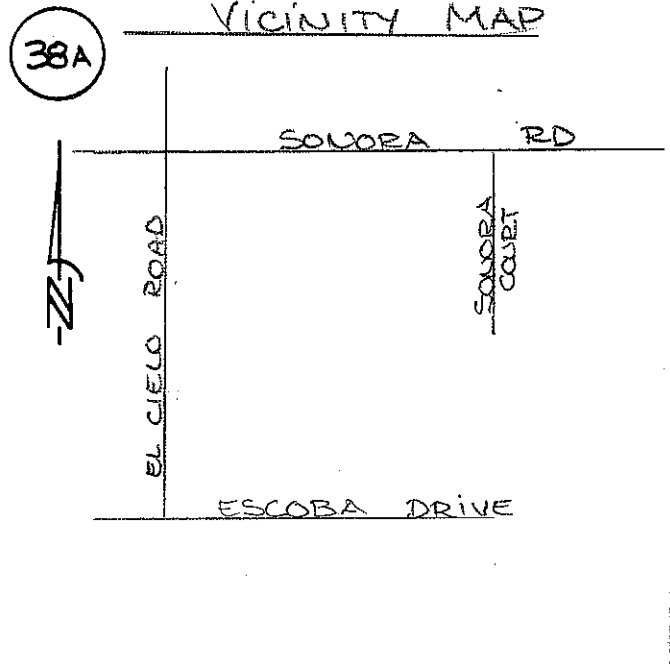 VICINITY MAP
38A
SONORA RD
SONORA
COURT
EL CIELO ROAD
N
ESCOBA DRIVE